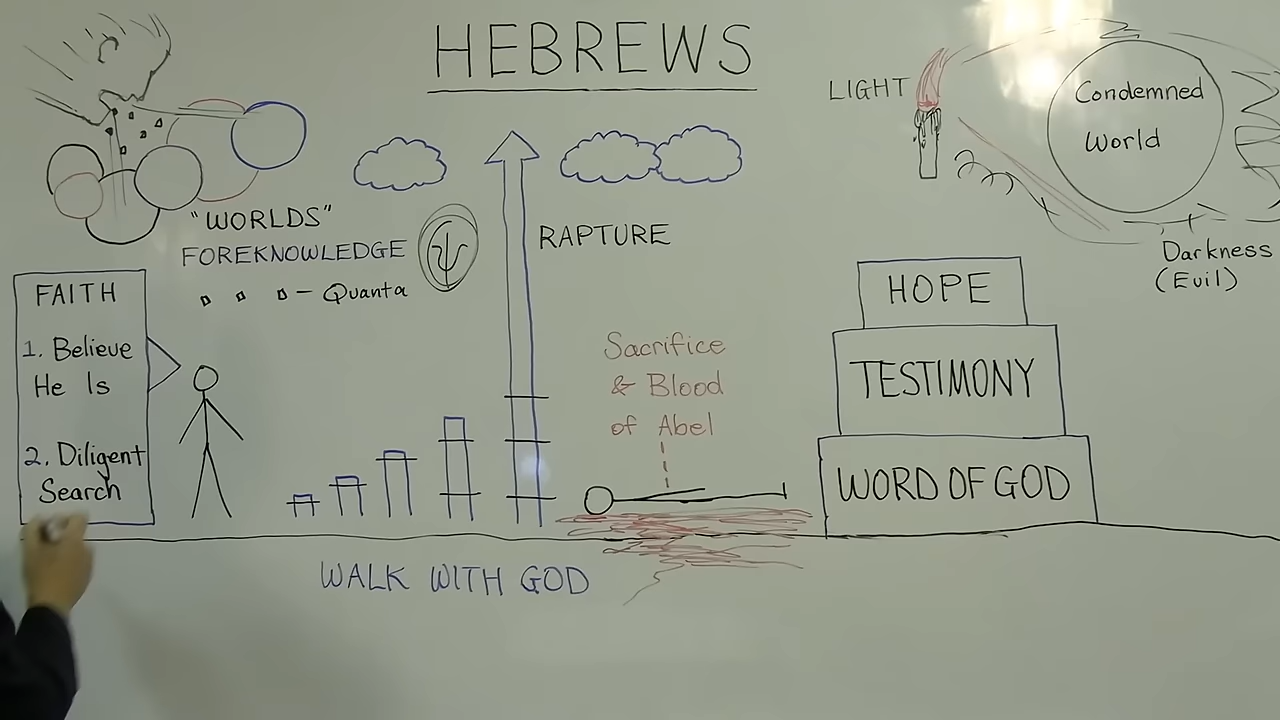 HEBREWS
LIGHT
Condemned
World
Darkness
(Evil)
"WORLDS"
FOREKNOWLEDGE
— Quanta
RAPTURE
FAITH
1. Believe
He Is
2. Diligent
Search
Sacrifice
& Blood
of Abel
HOPE
TESTIMONY
WORD OF GOD
WALK WITH GOD